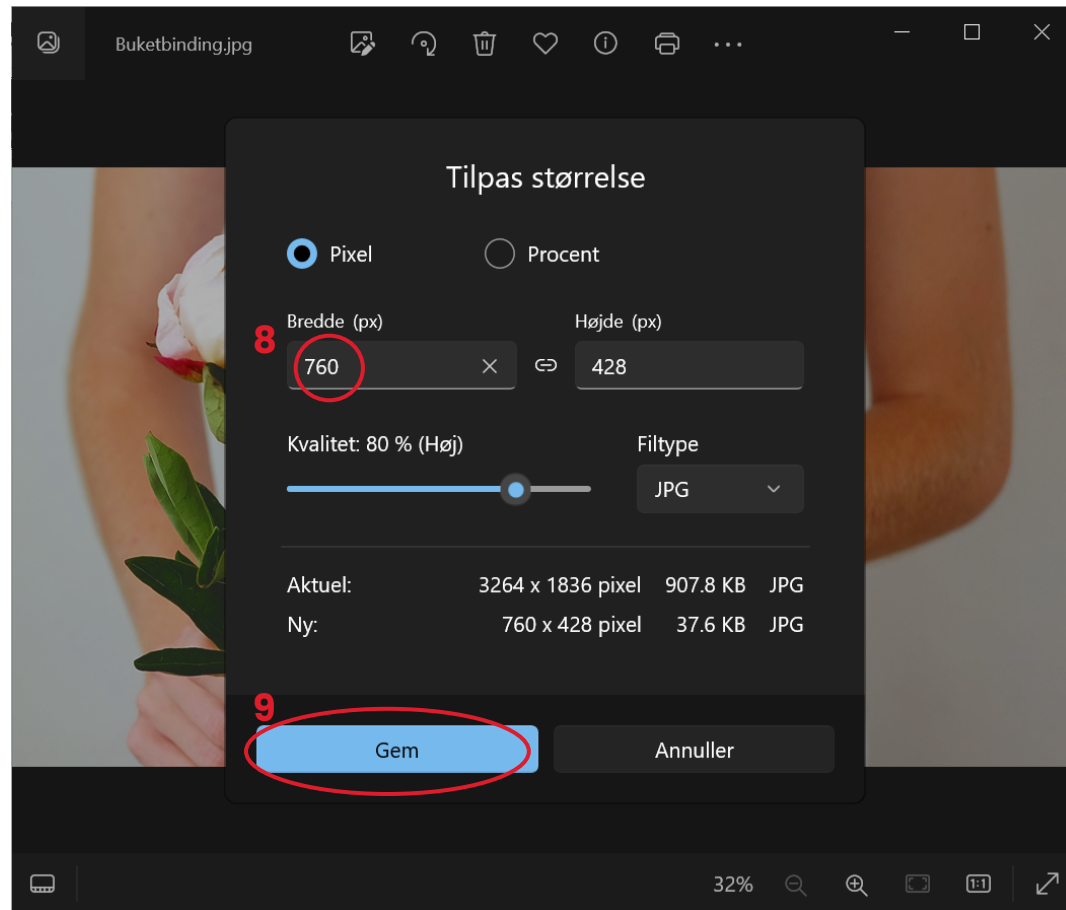 Buketbinding.jpg
Tilpas størrelse
Pixel Procent
Bredde (px) Højde (px)
8
760 428
Kvalitet: 80 % (Høj) Filtype
JPG
Aktuel: 3264 x 1836 pixel 907.8 KB JPG
Ny: 760 x 428 pixel 37.6 KB JPG
9
Gem Annuller
32% 1:1